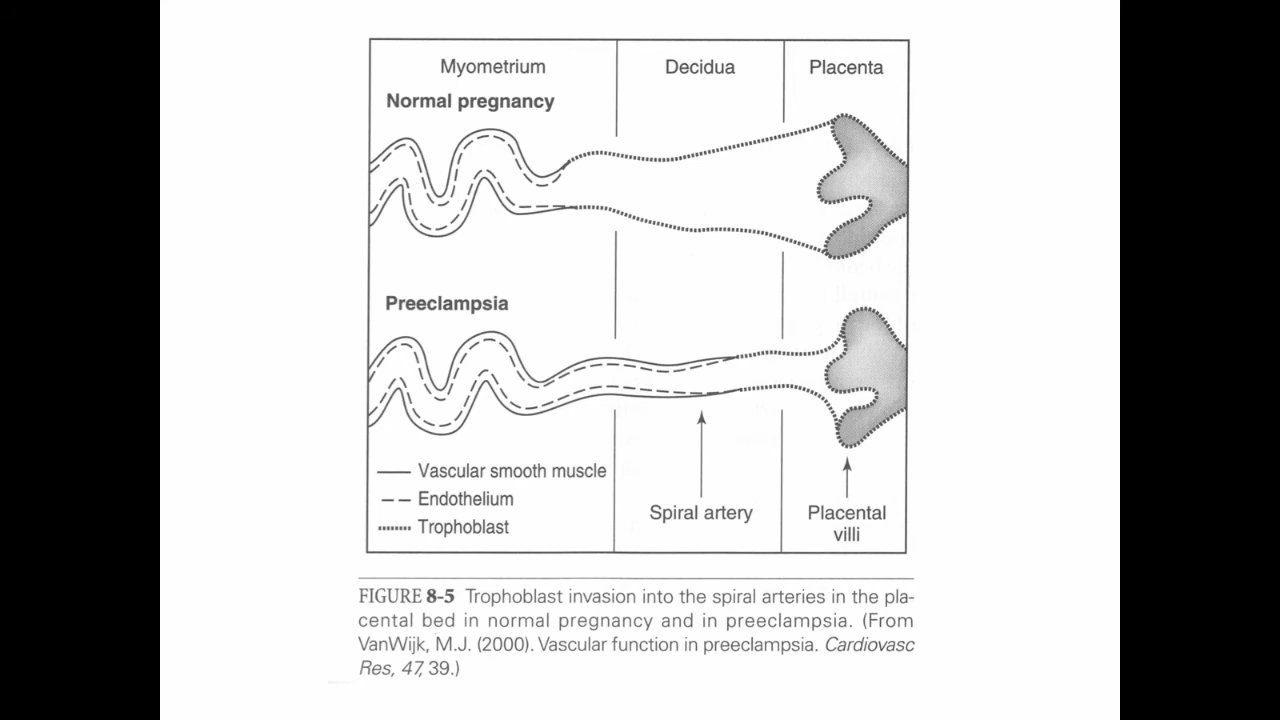 Myometrium
Decidua
Placenta
Normal pregnancy
Preeclampsia
Vascular smooth muscle
Endothelium
Trophoblast
Spiral artery
Placental
villi
FIGURE 8-5 Trophoblast invasion into the spiral arteries in the pla-
cental bed in normal pregnancy and in preeclampsia. (From
VanWijk, M.J. (2000). Vascular function in preeclampsia. Cardiovasc
Res, 47, 39.)